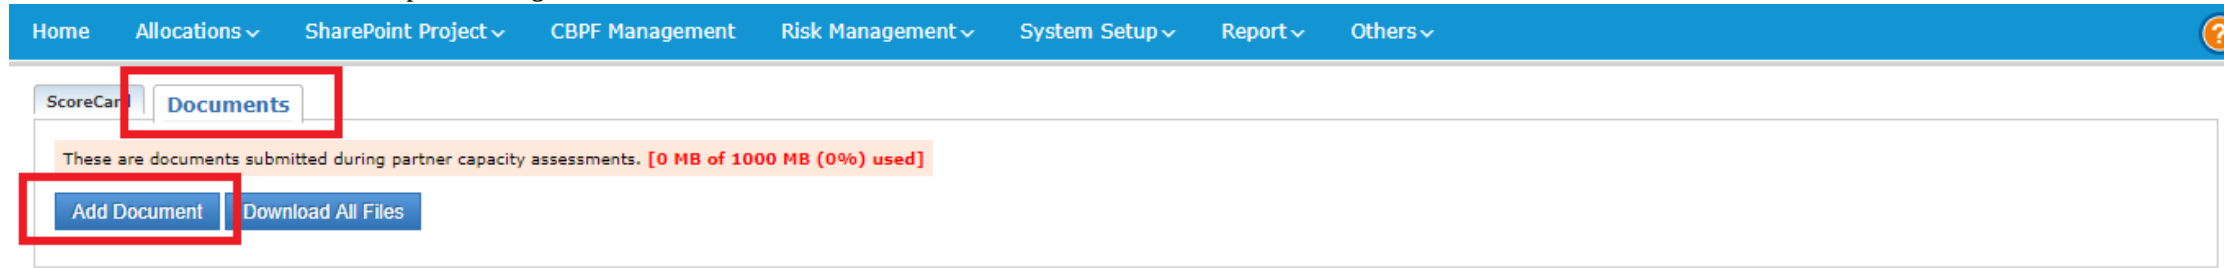 Home Allocations SharePoint Project CBPF Management Risk Management System Setup Report Others ?
ScoreCard Documents
These are documents submitted during partner capacity assessments. [0 MB of 1000 MB (0%) used]
Add Document Download All Files